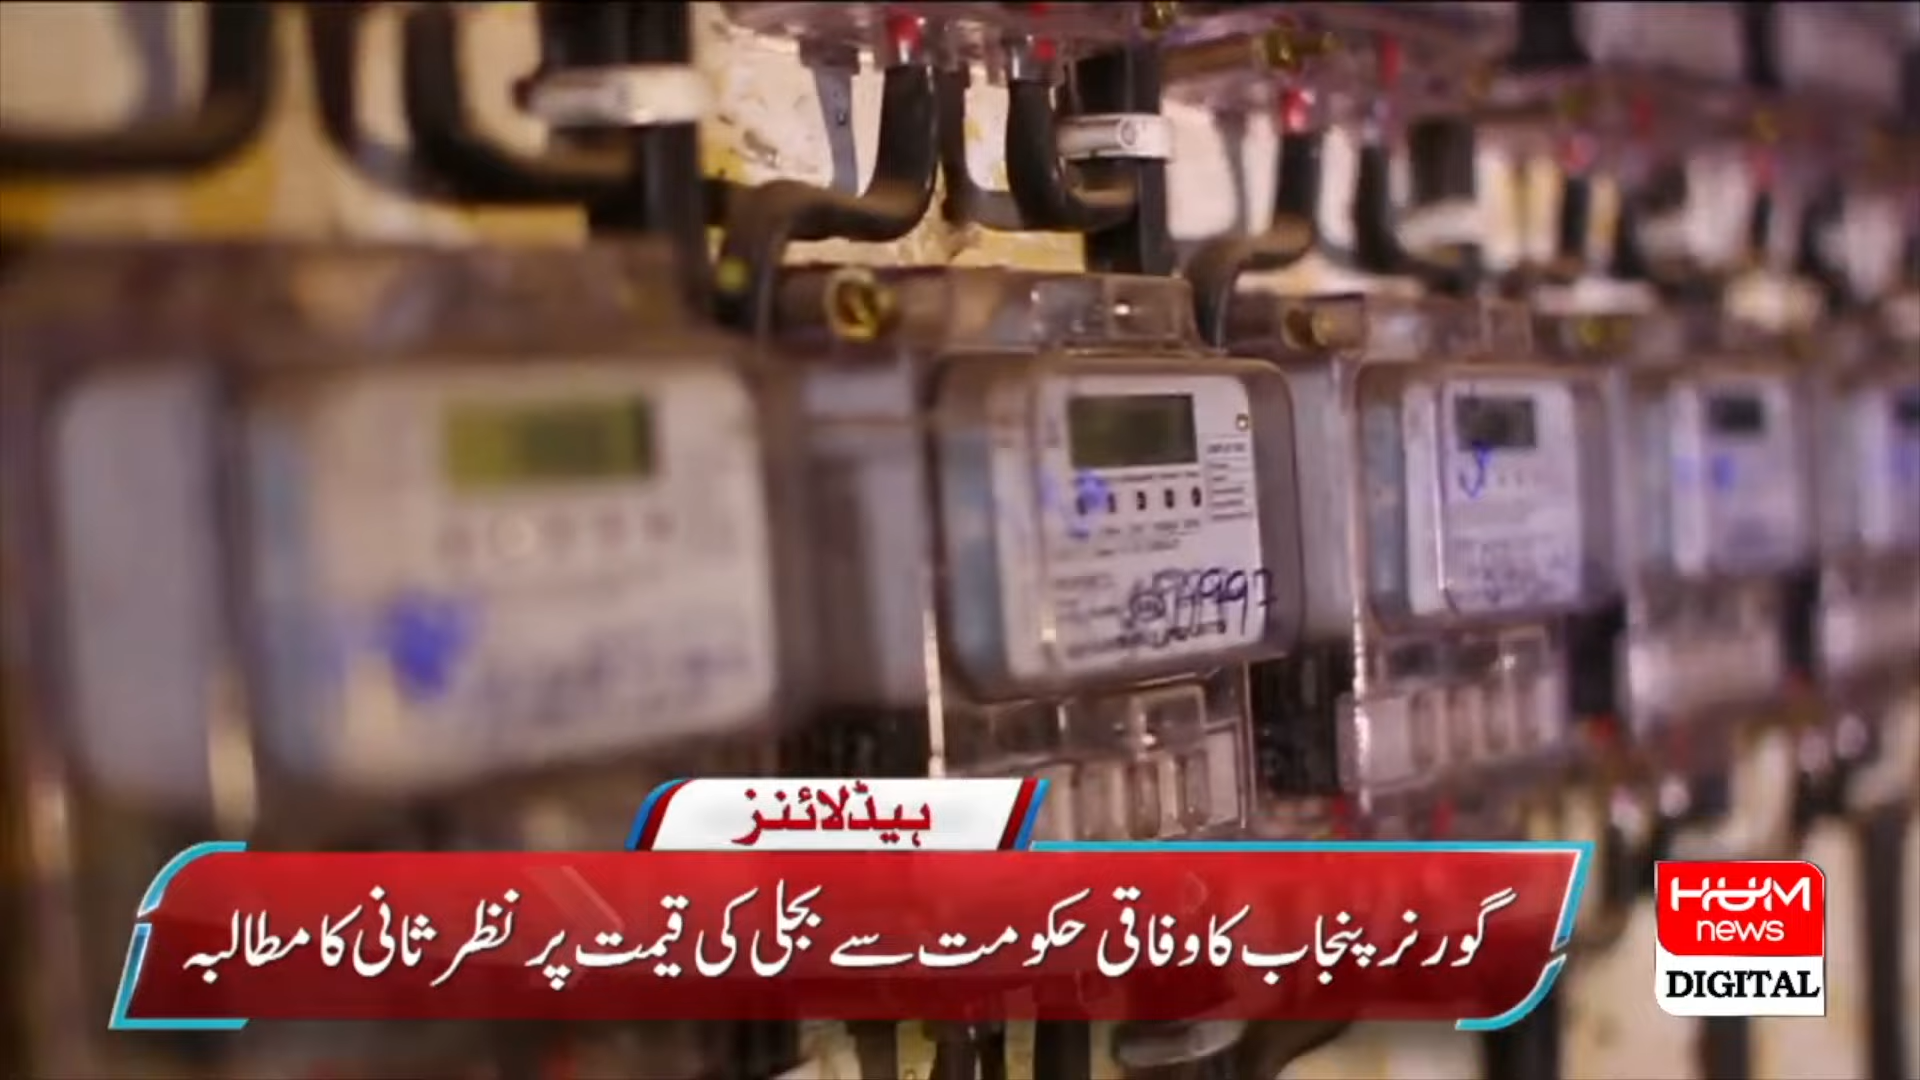 ہیڈلائنز
گورنر پنجاب کا وفاقی حکومت سے بجلی کی قیمت پر نظر ثانی کا مطالبہ
HUM
news
DIGITAL